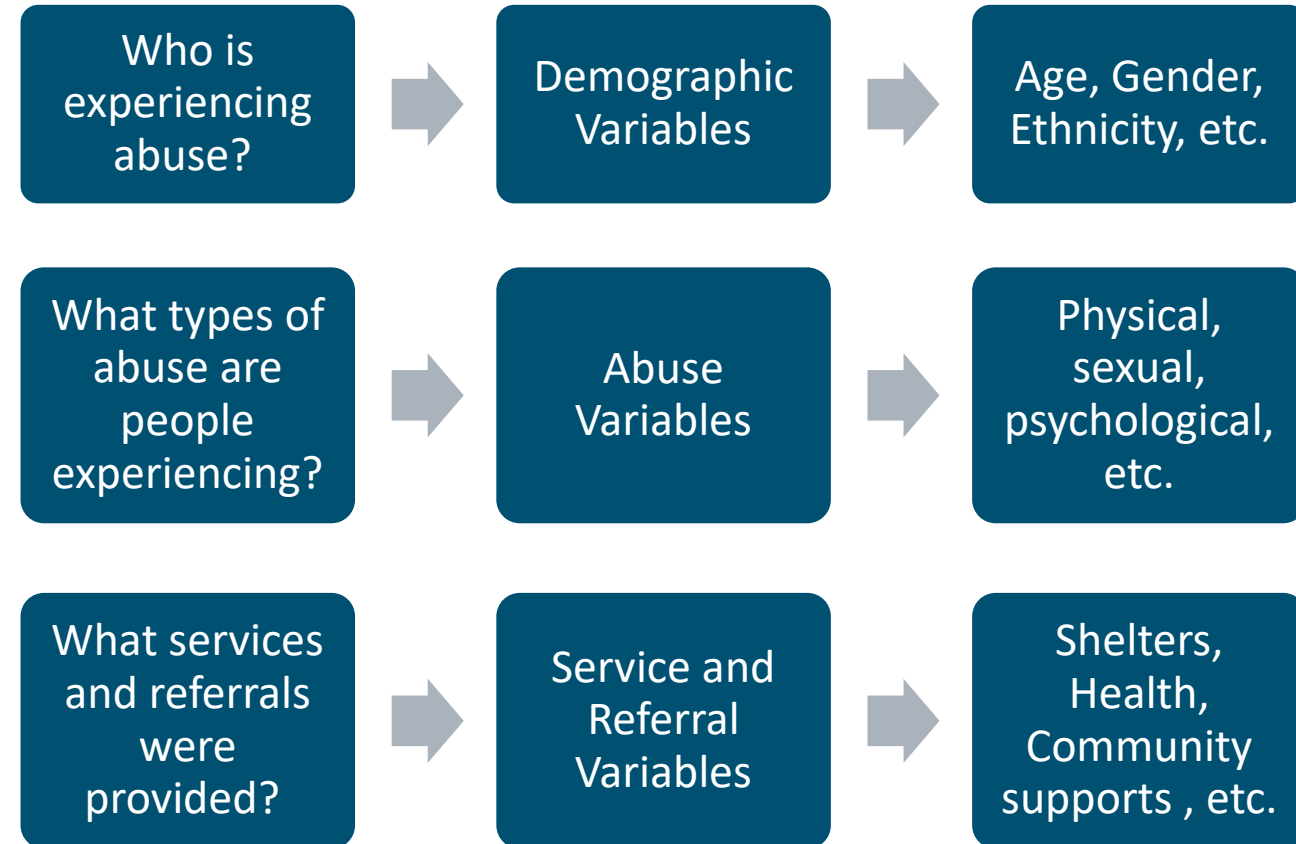 Who is
experiencing
abuse?
Demographic
Variables
Age, Gender,
Ethnicity, etc.
What types of
abuse are
people
experiencing?
Abuse
Variables
Physical,
sexual,
psychological,
etc.
What services
and referrals
were
provided?
Service and
Referral
Variables
Shelters,
Health,
Community
supports , etc.